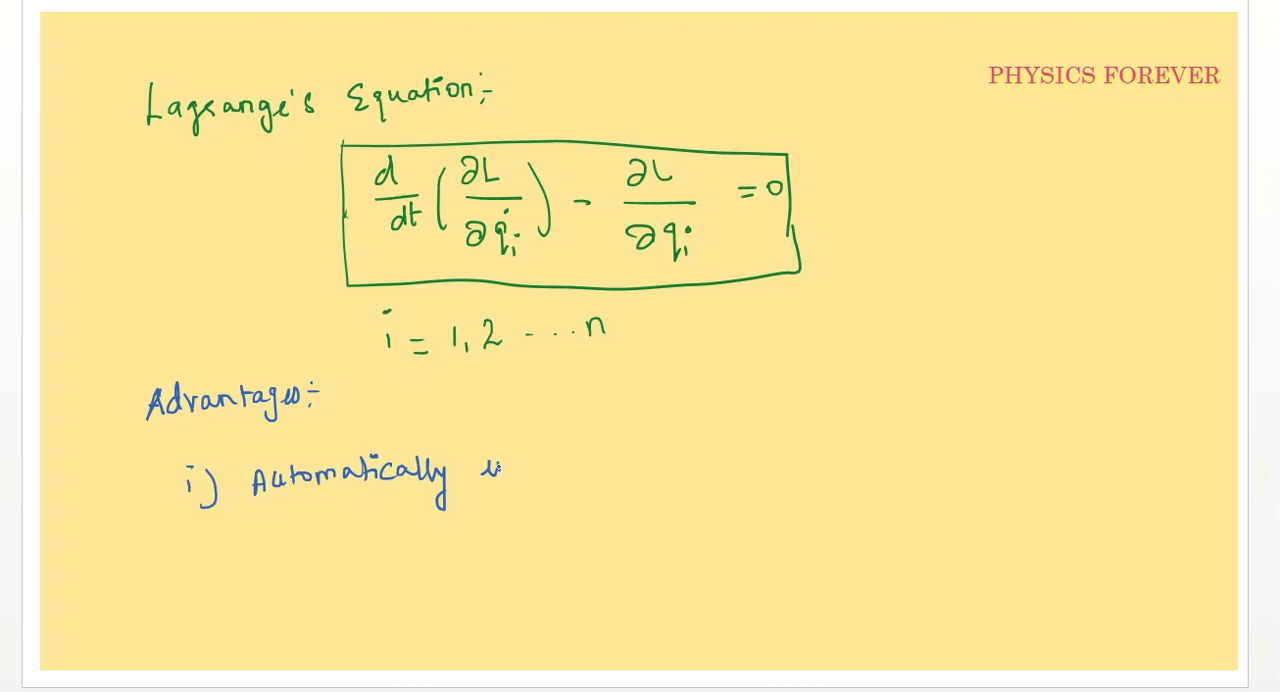 PHYSICS FOREVER
Lagrange's Equation:-
d/dt (∂L/∂q̇i) - ∂L/∂qi = 0
i = 1, 2 - ... n
Advantages:-
i) Automatically